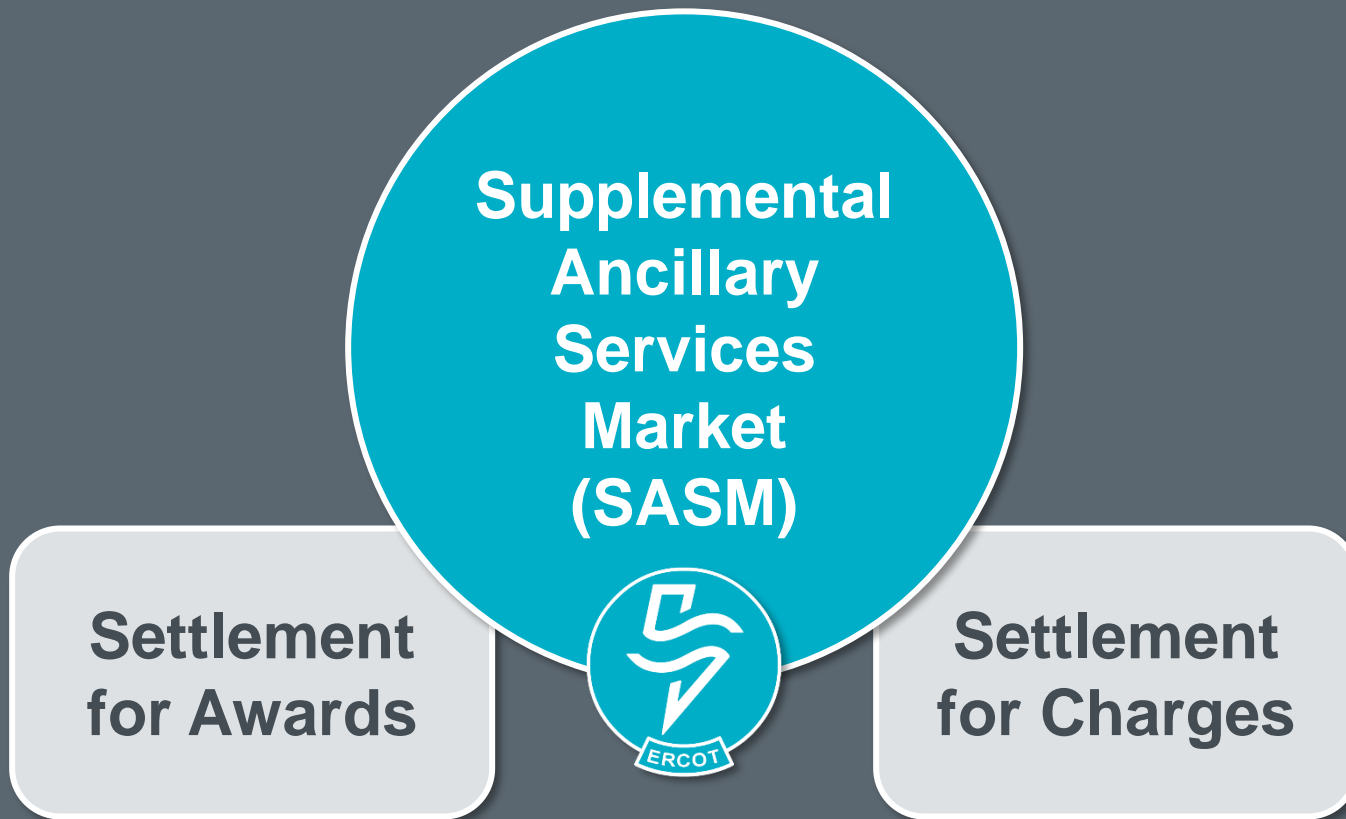 Supplemental
Ancillary
Services
Market
(SASM)
Settlement
for Awards
ERCOT
Settlement
for Charges